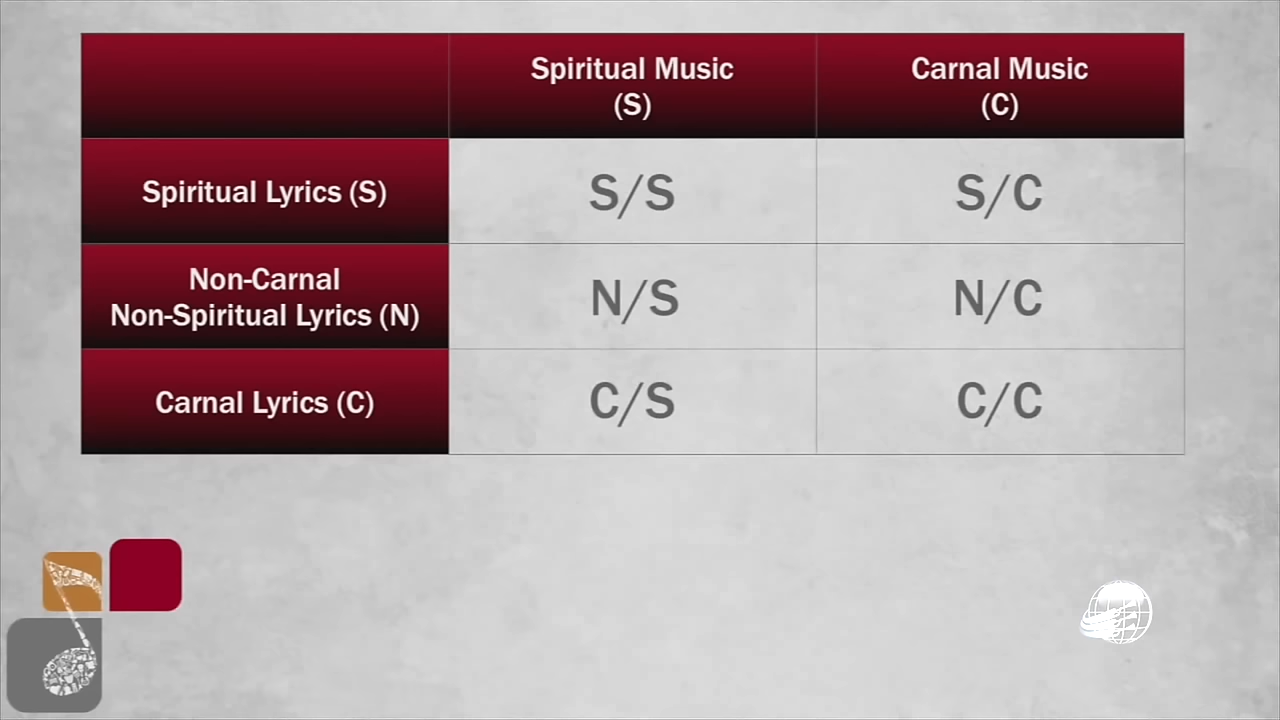 Spiritual Music
(S)
Carnal Music
(C)
Spiritual Lyrics (S)
S/S
S/C
Non-Carnal
Non-Spiritual Lyrics (N)
N/S
N/C
Carnal Lyrics (C)
C/S
C/C